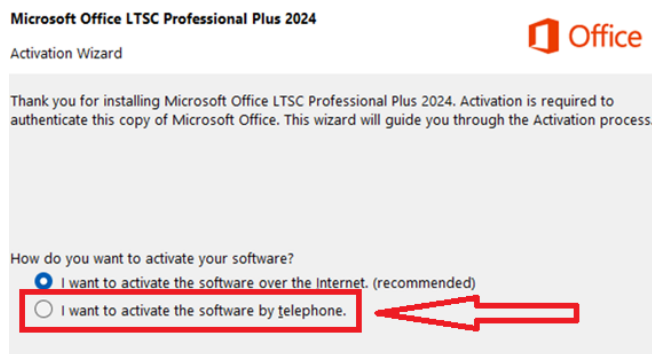 Microsoft Office LTSC Professional Plus 2024
Office
Activation Wizard
Thank you for installing Microsoft Office LTSC Professional Plus 2024. Activation is required to
authenticate this copy of Microsoft Office. This wizard will guide you through the Activation process.
How do you want to activate your software?
I want to activate the software over the Internet. (recommended)
I want to activate the software by telephone.